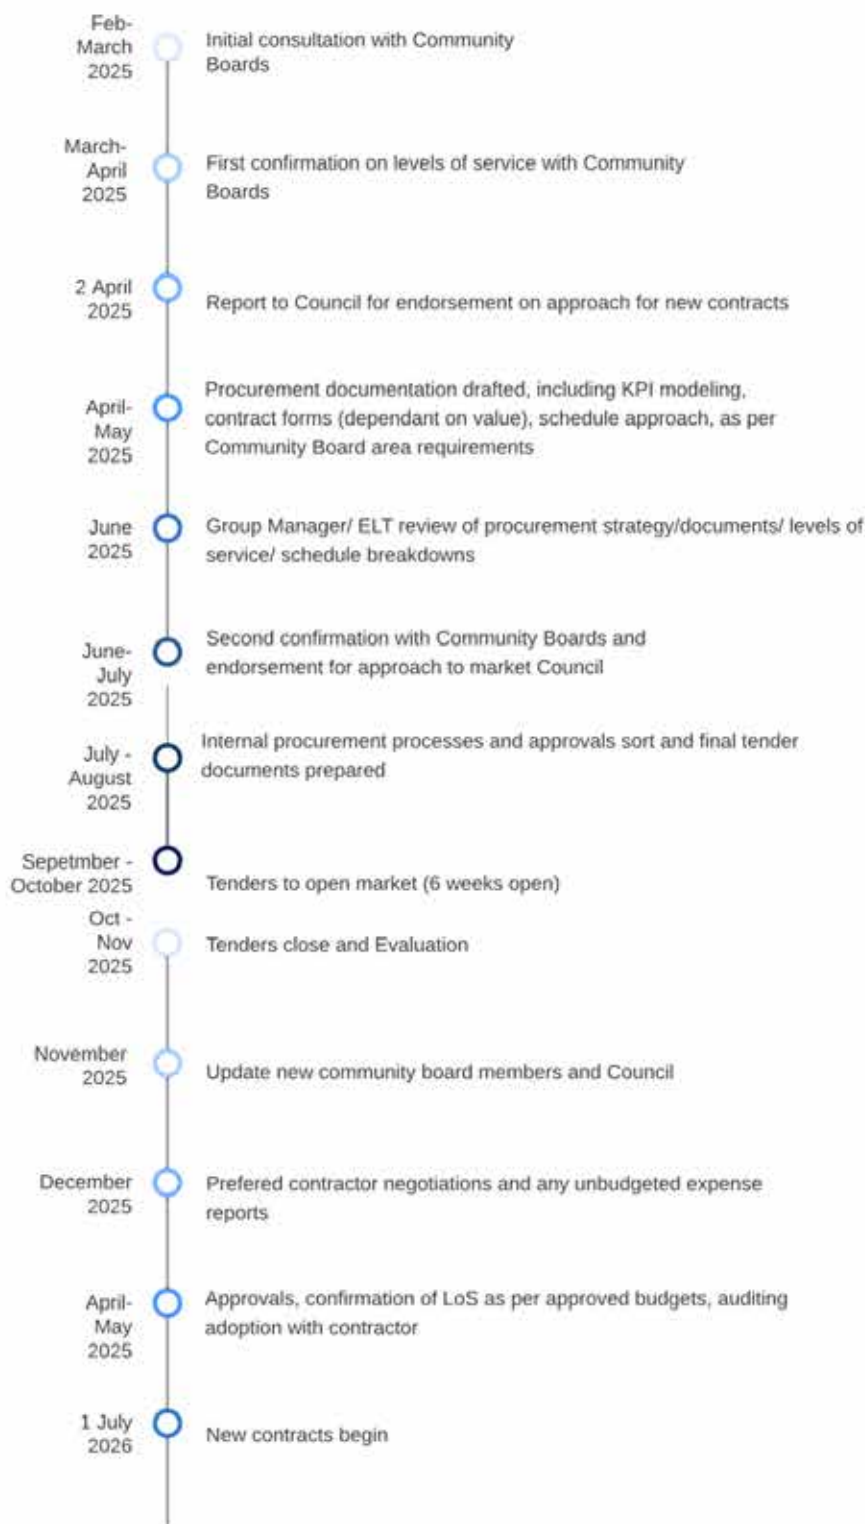 Feb-
March
2025
Initial consultation with Community
Boards
March-
April
2025
First confirmation on levels of service with Community
Boards
2 April
2025
Report to Council for endorsement on approach for new contracts
April-
May
2025
Procurement documentation drafted, including KPI modeling,
contract forms (dependant on value), schedule approach, as per
Community Board area requirements
June
2025
Group Manager/ ELT review of procurement strategy/documents/ levels of
service/ schedule breakdowns
June-
July
2025
Second confirmation with Community Boards and
endorsement for approach to market Council
July -
August
2025
Internal procurement processes and approvals sort and final tender
documents prepared
Sepetmber -
October 2025
Tenders to open market (6 weeks open)
Oct -
Nov
2025
Tenders close and Evaluation
November
2025
Update new community board members and Council
December
2025
Prefered contractor negotiations and any unbudgeted expense
reports
April-
May
2025
Approvals, confirmation of LoS as per approved budgets, auditing
adoption with contractor
1 July
2026
New contracts begin